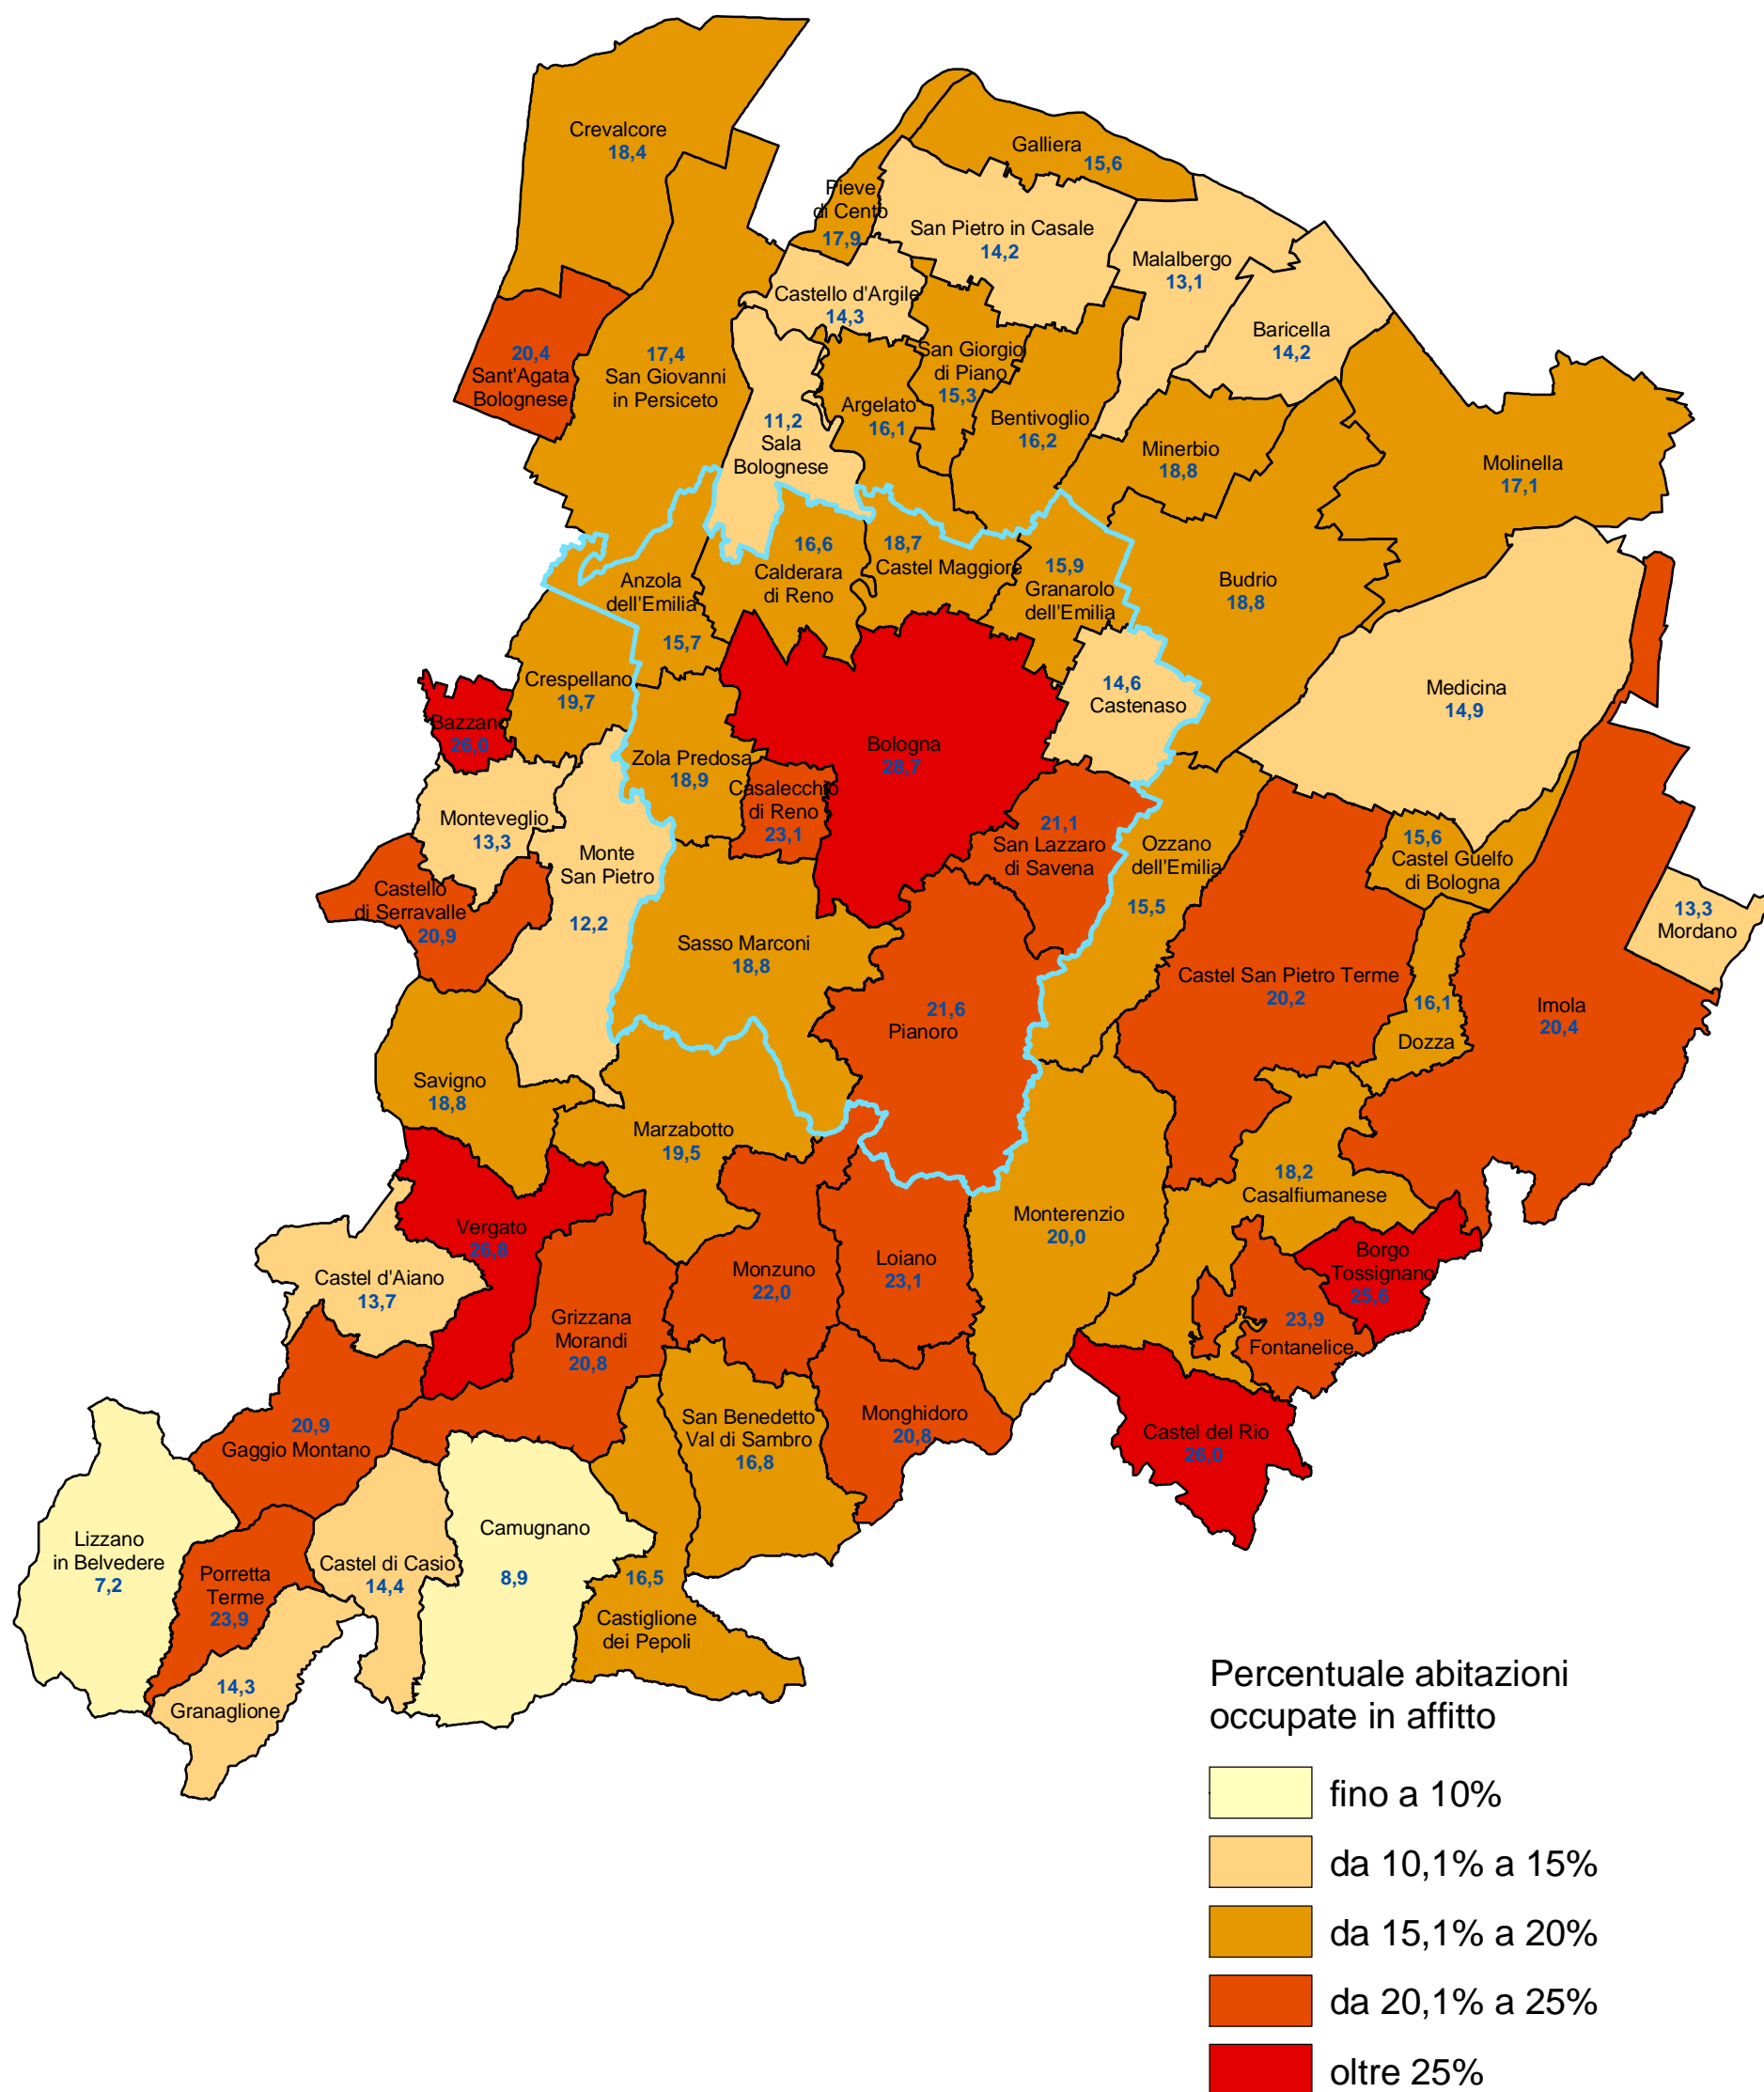 Crevalcore
18,4
Galliera
15,6
Pieve
di Cento
17,9
San Pietro in Casale
14,2
Malalbergo
13,1
Castello d'Argile
14,3
Baricella
14,2
20,4
Sant'Agata
Bolognese
17,4
San Giovanni
in Persiceto
San Giorgio
di Piano
15,3
Argelato
16,1
Bentivoglio
16,2
11,2
Sala
Bolognese
Minerbio
18,8
Molinella
17,1
16,6
Calderara
di Reno
18,7
Castel Maggiore
15,9
Granarolo
dell'Emilia
Anzola
dell'Emilia
15,7
Budrio
18,8
Crespellano
19,7
14,6
Castenaso
Medicina
14,9
Bazzano
26,0
Bologna
28,7
Zola Predosa
18,9
Casalecchio
di Reno
23,1
Monteveglio
13,3
21,1
San Lazzaro
di Savena
Ozzano
dell'Emilia
15,5
15,6
Castel Guelfo
di Bologna
Monte
San Pietro
12,2
Castello
di Serravalle
20,9
13,3
Mordano
Sasso Marconi
18,8
Castel San Pietro Terme
20,2
21,6
Pianoro
16,1
Dozza
Imola
20,4
Savigno
18,8
Marzabotto
19,5
18,2
Casalfiumanese
Vergato
26,8
Monterenzio
20,0
Castel d'Aiano
13,7
Monzuno
22,0
Loiano
23,1
Borgo
Tossignano
25,6
Grizzana
Morandi
20,8
23,9
Fontanelice
20,9
Gaggio Montano
San Benedetto
Val di Sambro
16,8
Monghidoro
20,8
Castel del Rio
26,0
Lizzano
in Belvedere
7,2
Porretta
Terme
23,9
Castel di Casio
14,4
Camugnano
8,9
16,5
Castiglione
dei Pepoli
14,3
Granaglione
Percentuale abitazioni
occupate in affitto
fino a 10%
da 10,1% a 15%
da 15,1% a 20%
da 20,1% a 25%
oltre 25%